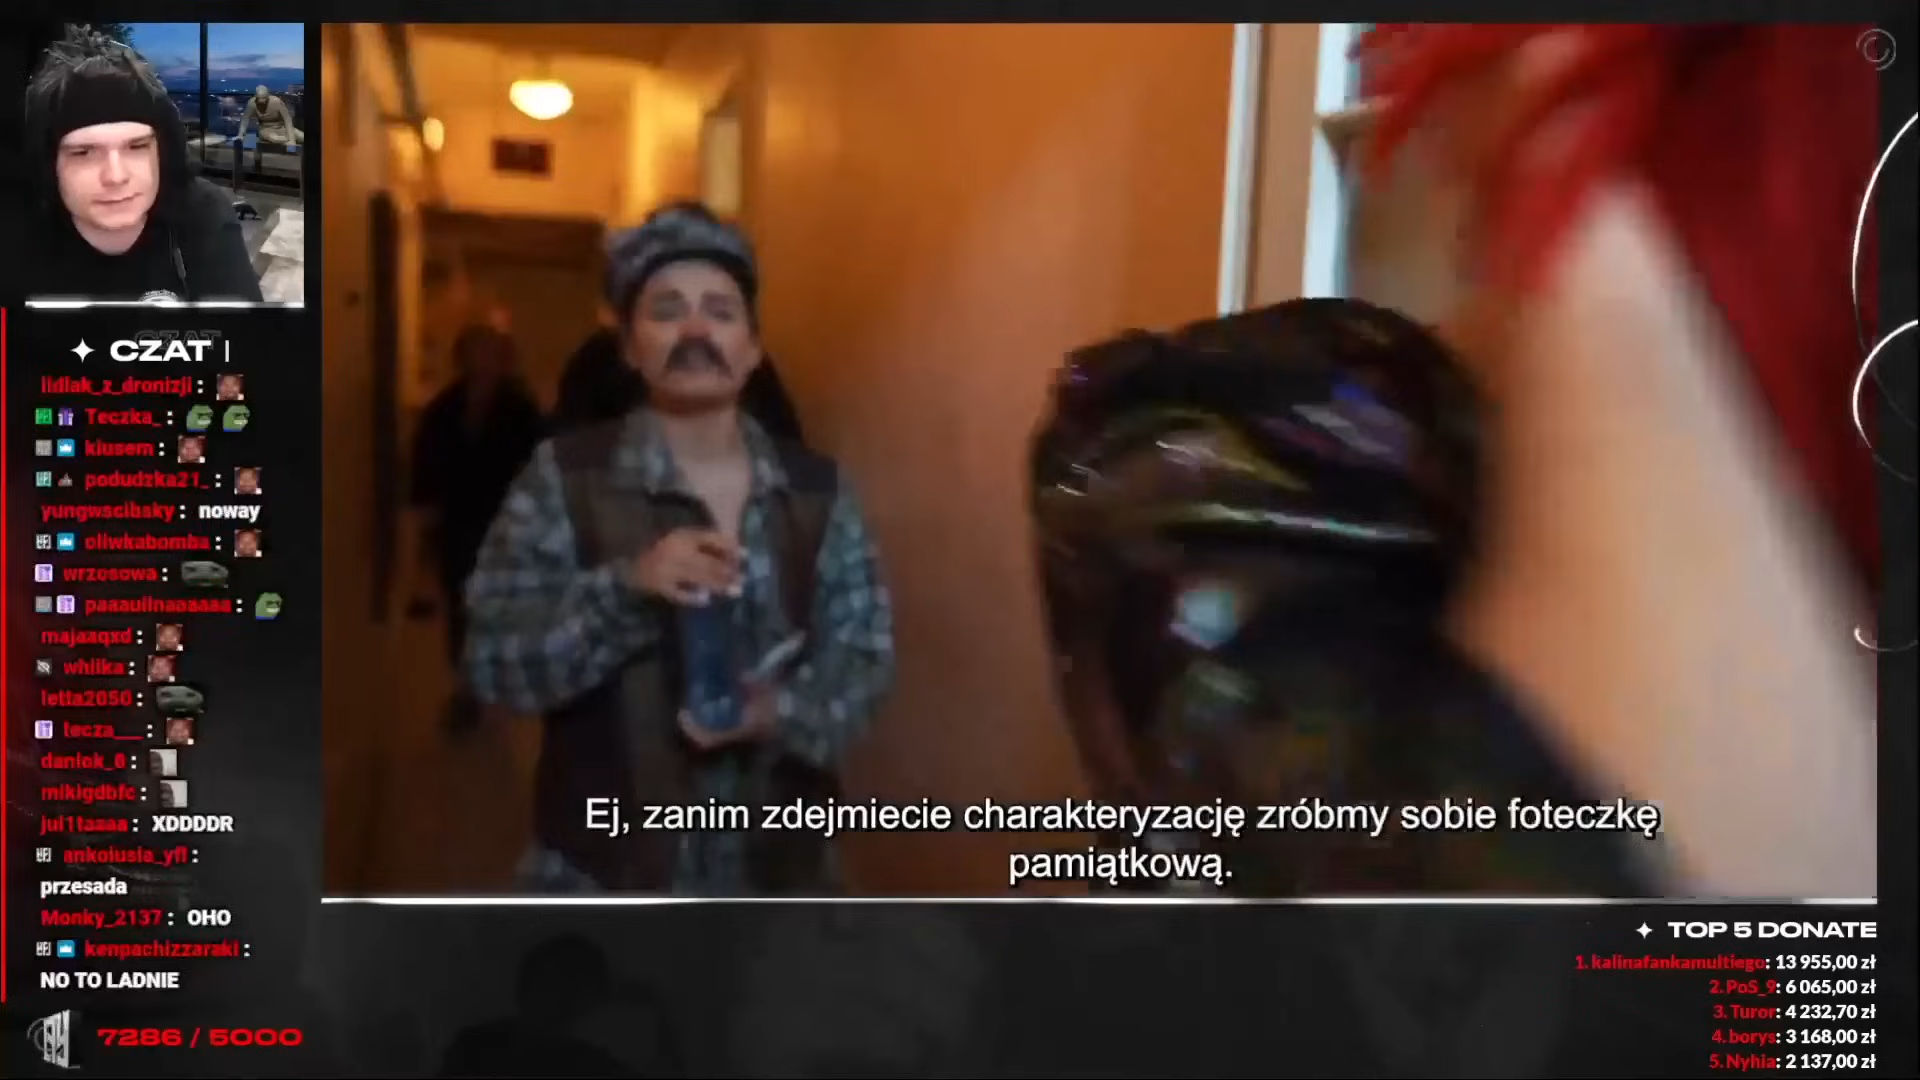 CZAT
lidlak_z_dronizji:
Teczka_:
klusem:
podudzka21_:
yungwscibsky: noway
oliwkabomba:
wrzosowa:
paaaulinaaaaaa:
majaaqxd:
whlika:
letta2050:
tecza___:
daniok_0:
mikigdbfc:
jul1taaaa: XDDDDR
ankolusia_yfl:
przesada
Monky_2137: OHO
kenpachizzaraki:
NO TO LADNIE
7286 / 5000
Ej, zanim zdejmiecie charakteryzację zróbmy sobie foteczkę
pamiątkową.
TOP 5 DONATE
1. kalinafankamultiego: 13 955,00 zł
2. PoS_9: 6 065,00 zł
3. Turor: 4 232,70 zł
4. borys: 3 168,00 zł
5. Nyhia: 2 137,00 zł